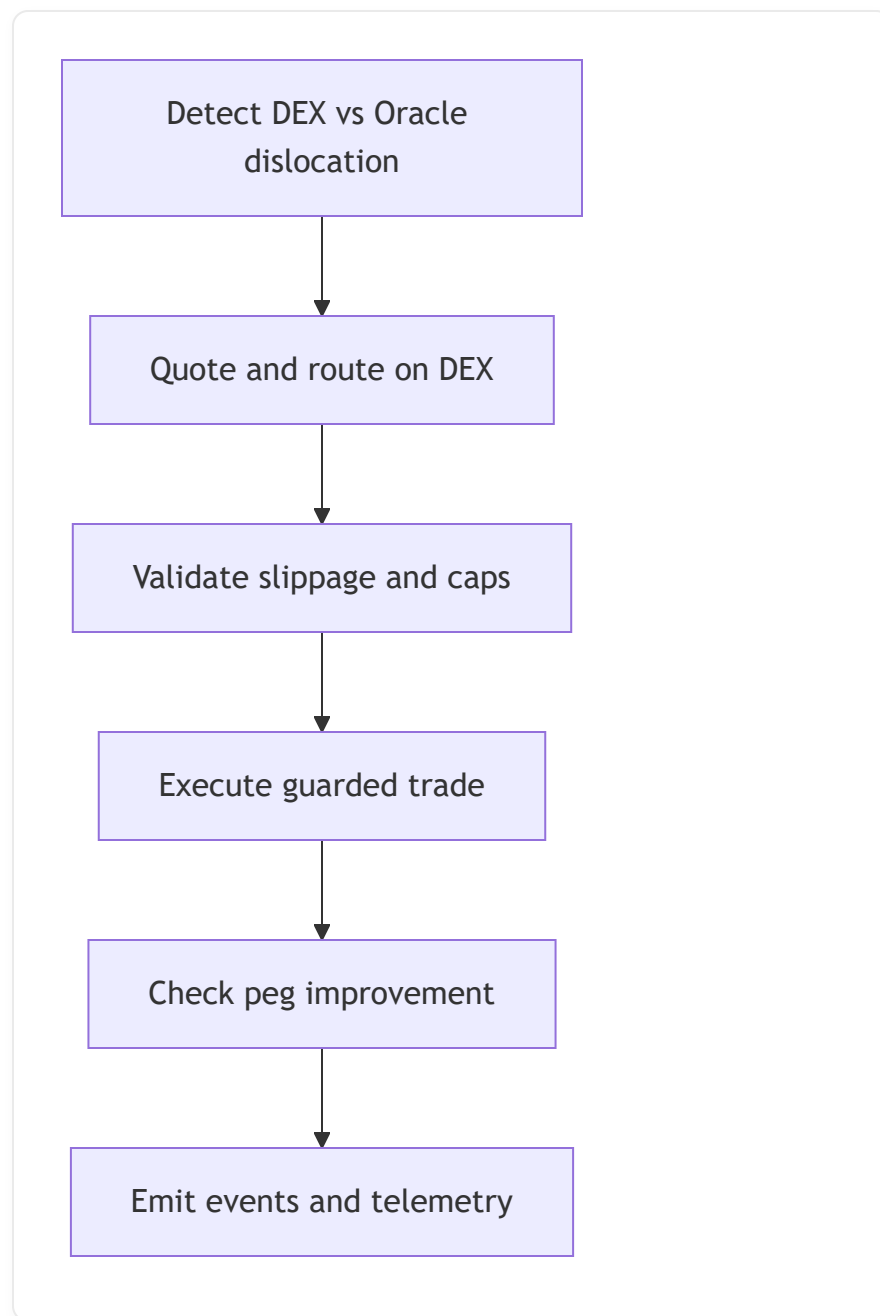 Detect DEX vs Oracle
dislocation
Quote and route on DEX
Validate slippage and caps
Execute guarded trade
Check peg improvement
Emit events and telemetry